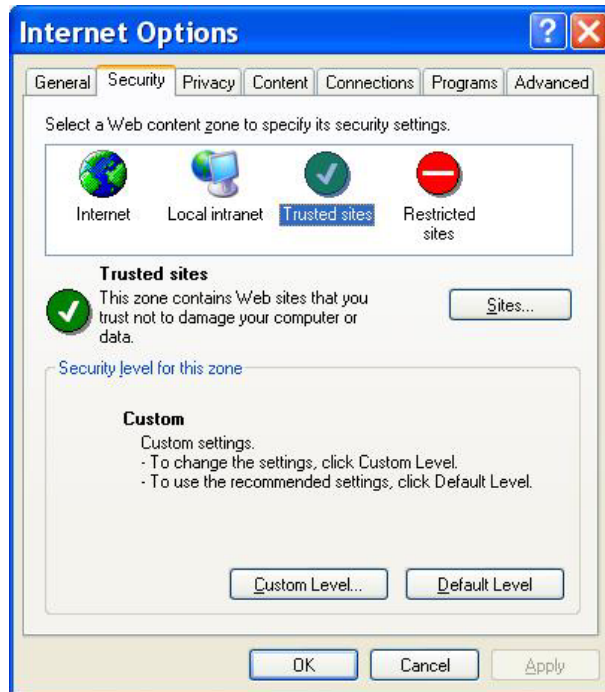 Internet Options
General Security Privacy Content Connections Programs Advanced
Select a Web content zone to specify its security settings.
Internet Local intranet Trusted sites Restricted
sites
Trusted sites
This zone contains Web sites that you
trust not to damage your computer or
data.
Sites...
Security level for this zone
Custom
Custom settings.
- To change the settings, click Custom Level.
- To use the recommended settings, click Default Level.
Custom Level... Default Level
OK Cancel Apply